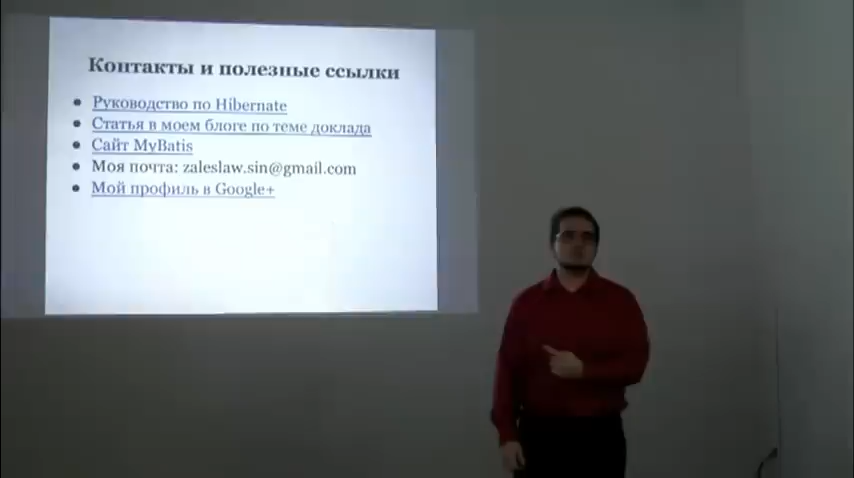 Контакты и полезные ссылки
Руководство по Hibernate
Статья в моем блоге по теме доклада
Сайт MyBatis
Моя почта: zaleslaw.sin@gmail.com
Мой профиль в Google+